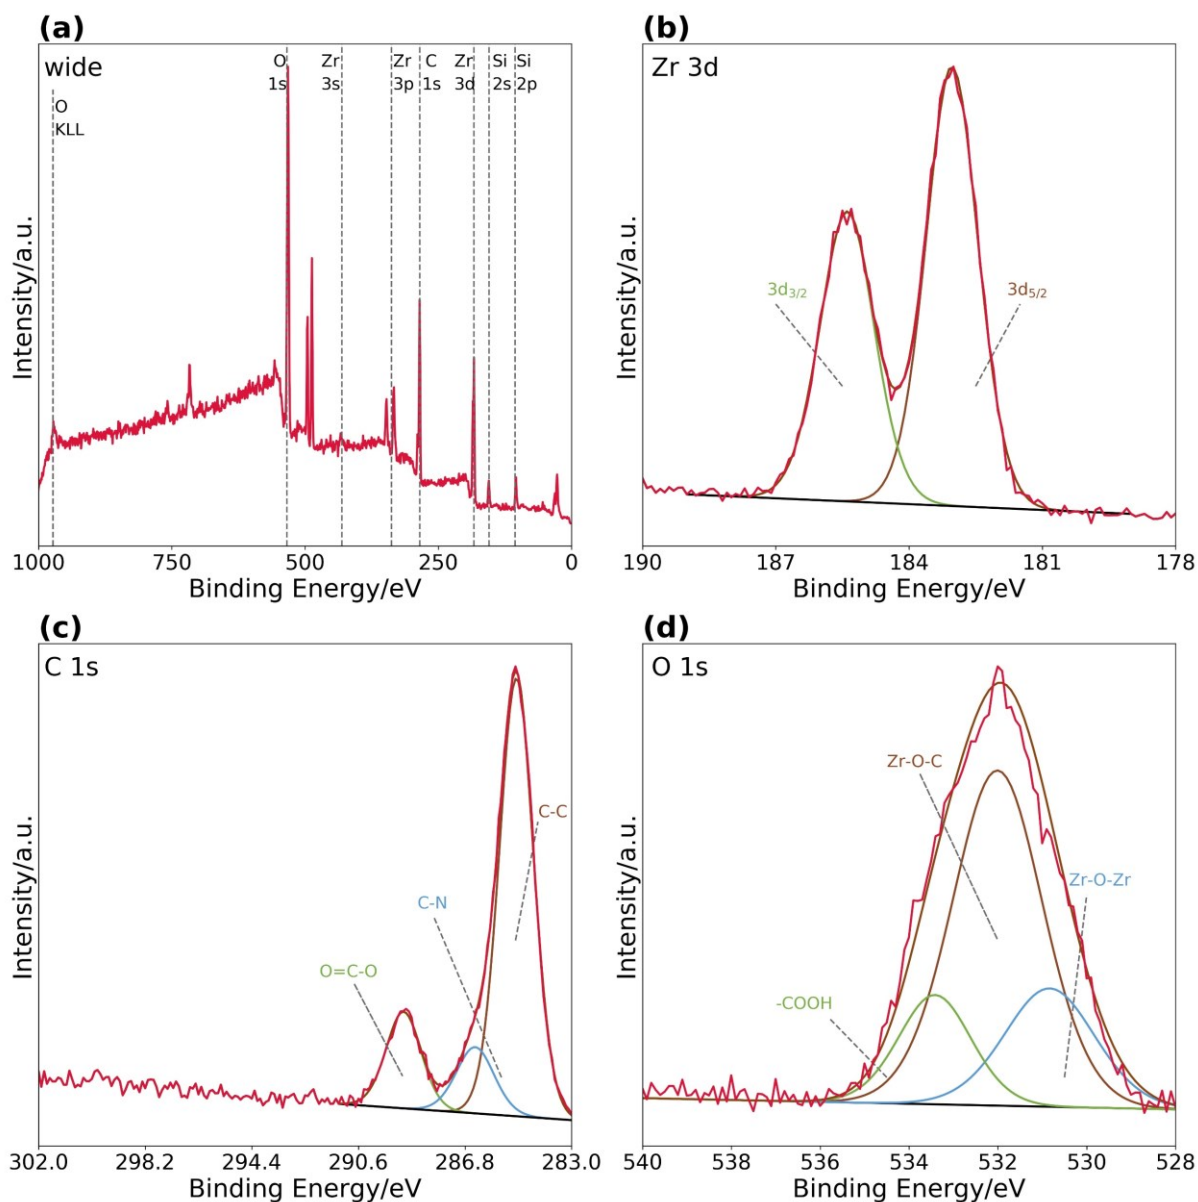 (a)
wide
O
1s
Zr
3s
Zr
3p
C
1s
Zr
3d
Si
2s
Si
2p
O
KLL
Intensity/a.u.
1000 750 500 250 0
Binding Energy/eV
(b)
Zr 3d
3d3/2
3d5/2
Intensity/a.u.
190 187 184 181 178
Binding Energy/eV
(c)
C 1s
C-C
C-N
O=C-O
Intensity/a.u.
302.0 298.2 294.4 290.6 286.8 283.0
Binding Energy/eV
(d)
O 1s
Zr-O-C
Zr-O-Zr
-COOH
Intensity/a.u.
540 538 536 534 532 530 528
Binding Energy/eV